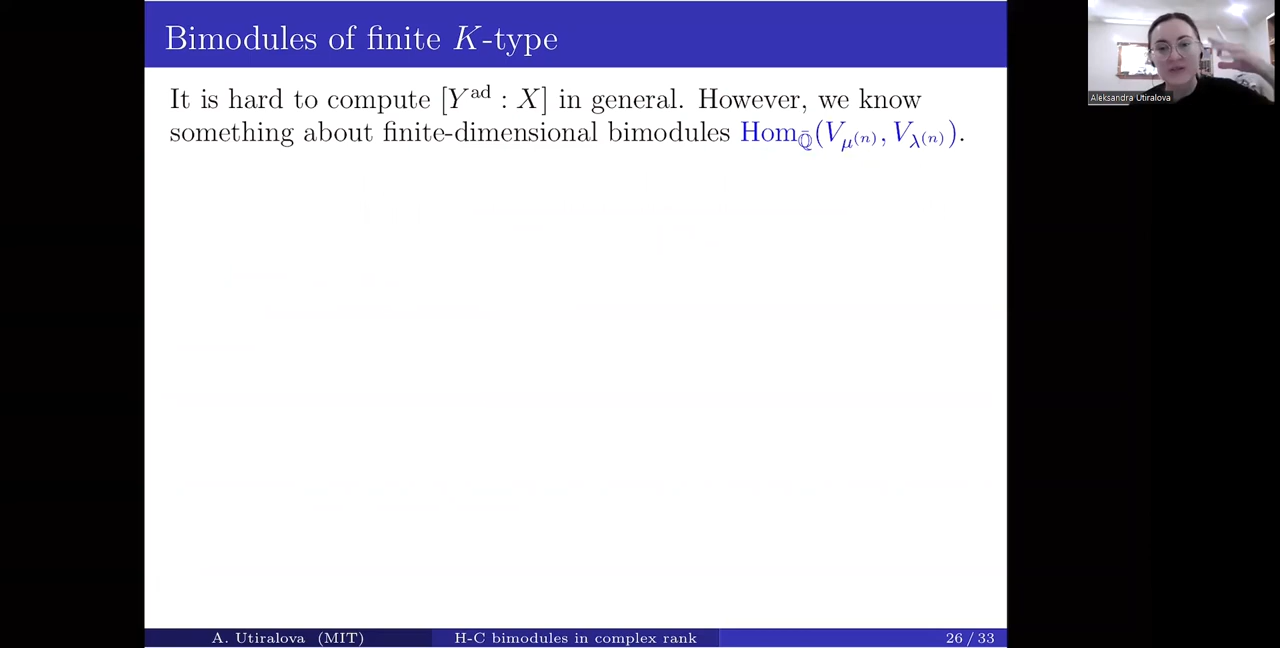 Bimodules of finite K-type
It is hard to compute [Y^ad : X] in general. However, we know
something about finite-dimensional bimodules Hom_Q̄(V_μ^(n), V_λ^(n)).
Aleksandra Utiralova
A. Utiralova (MIT) H-C bimodules in complex rank 26 / 33